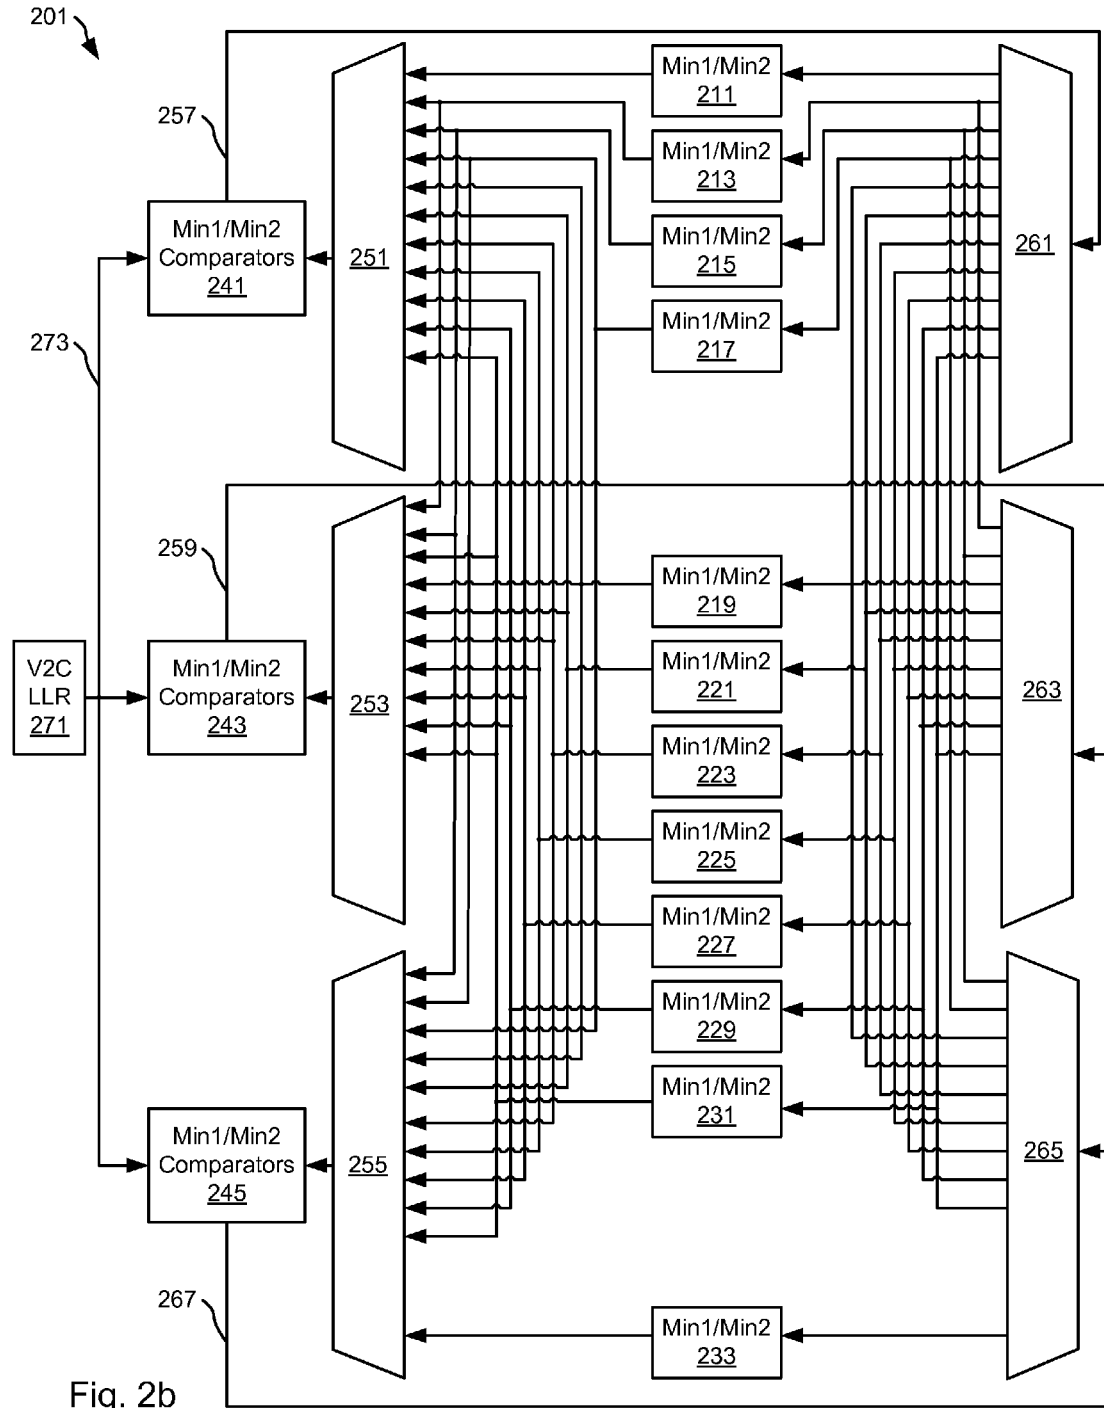 201
257
273
259
267
V2C
LLR
271
Min1/Min2
Comparators
241
Min1/Min2
Comparators
243
Min1/Min2
Comparators
245
251
253
255
Min1/Min2
211
Min1/Min2
213
Min1/Min2
215
Min1/Min2
217
Min1/Min2
219
Min1/Min2
221
Min1/Min2
223
Min1/Min2
225
Min1/Min2
227
Min1/Min2
229
Min1/Min2
231
Min1/Min2
233
261
263
265
Fig. 2b